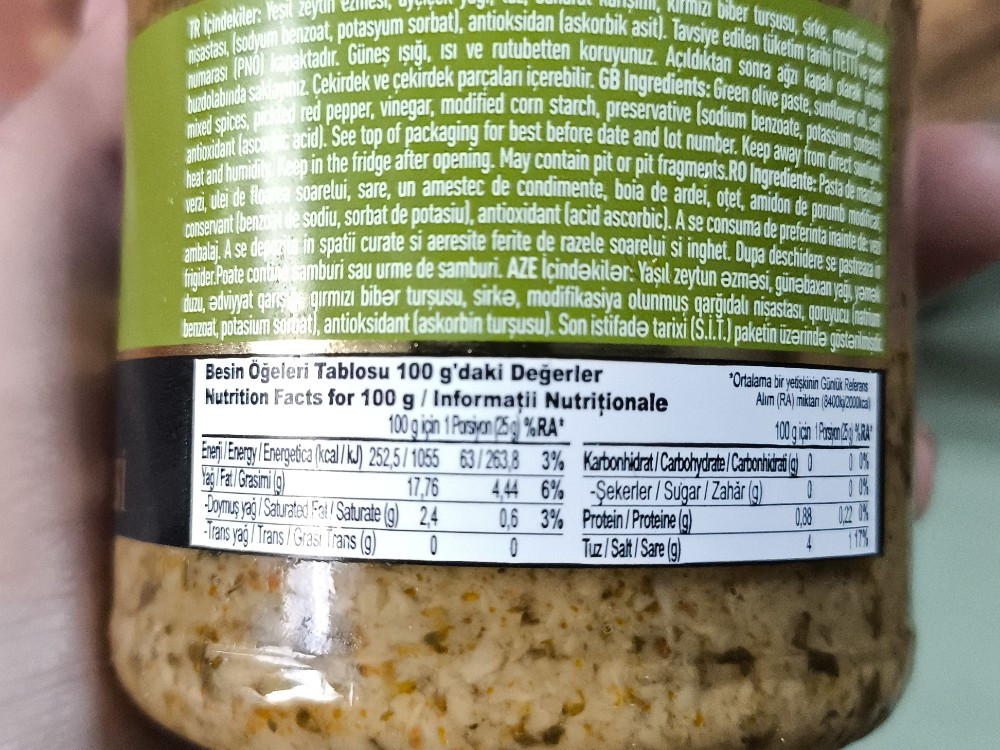 TR İçindekiler: Yeşil zeytin ezmesi, ayçiçek yağı, tuz, kırmızı biber turşusu, sirke, modifiye
nişastası, (sodyum benzoat, potasyum sorbat), antioksidan (askorbik asit). Tavsiye edilen tüketim tarihi (TETT) ve parti
numarası (PNO) kapaktadır. Güneş ışığı, ısı ve rutubetten koruyunuz. Açıldıktan sonra ağzı kapalı olarak
buzdolabında saklayınız. Çekirdek ve çekirdek parçaları içerebilir. GB Ingredients: Green olive paste, sunflower oil, salt
mixed spices, pickled red pepper, vinegar, modified corn starch, preservative (sodium benzoate, potassium sorbate)
antioxidant (ascorbic acid). See top of packaging for best before date and lot number. Keep away from direct sunlight
heat and humidity. Keep in the fridge after opening. May contain pit or pit fragments. RO Ingrediente: Pasta de masline
verzi, ulei de floarea soarelui, sare, un amestec de condimente, boia de ardei, oțet, amidon de porumb modificat
conservant (benzoat de sodiu, sorbat de potasiu), antioxidant (acid ascorbic). A se consuma de preferinta inainte de: vezi
ambalaj. A se depozita in spatii curate si aeresite ferite de razele soarelui si inghet. Dupa deschidere se pastreaza in
frigider. Poate contine samburi sau urme de samburi. AZE İçindəkilər: Yaşıl zeytun əzməsi, günəbaxan yağı, yemək
duzu, ədviyyat qarışığı, qırmızı bibər turşusu, sirkə, modifikasiya olunmuş qarğıdalı nişastası, qoruyucu (natrium
benzoat, potasium sorbat), antioksidant (askorbin turşusu). Son istifadə tarixi (S.İ.T.) paketin üzərində göstərilmişdir
Besin Öğeleri Tablosu 100 g'daki Değerler
Nutrition Facts for 100 g / Informații Nutriționale
*Ortalama bir yetişkinin Günlük Referans
Alım (RA) miktarı (8400kj/2000kcal)
100 g için 1 Porsiyon (25 g) %RA*
Enerji / Energy / Energetica (kcal / kJ) 252,5 / 1055 63 / 263,8 3%
Yağ / Fat / Grasimi (g) 17,76 4,44 6%
-Doymuş yağ / Saturated Fat / Saturate (g) 2,4 0,6 3%
-Trans yağ / Trans / Grăsi Trans (g) 0 0
100 g için 1 Porsiyon (25 g) %RA*
Karbonhidrat / Carbohydrate / Carbonhidrati (g) 0 0 0%
-Şekerler / Sugar / Zahăr (g) 0 0 0%
Protein / Proteine (g) 0,88 0,22 0%
Tuz / Salt / Sare (g) 4 1 17%